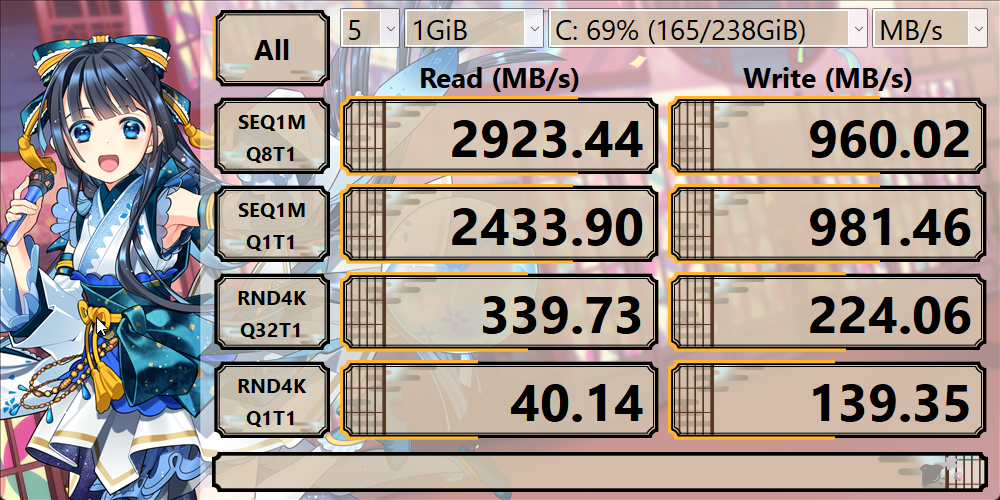 All 5 1GiB C: 69% (165/238GiB) MB/s
Read (MB/s) Write (MB/s)
SEQ1M
Q8T1 2923.44 960.02
SEQ1M
Q1T1 2433.90 981.46
RND4K
Q32T1 339.73 224.06
RND4K
Q1T1 40.14 139.35